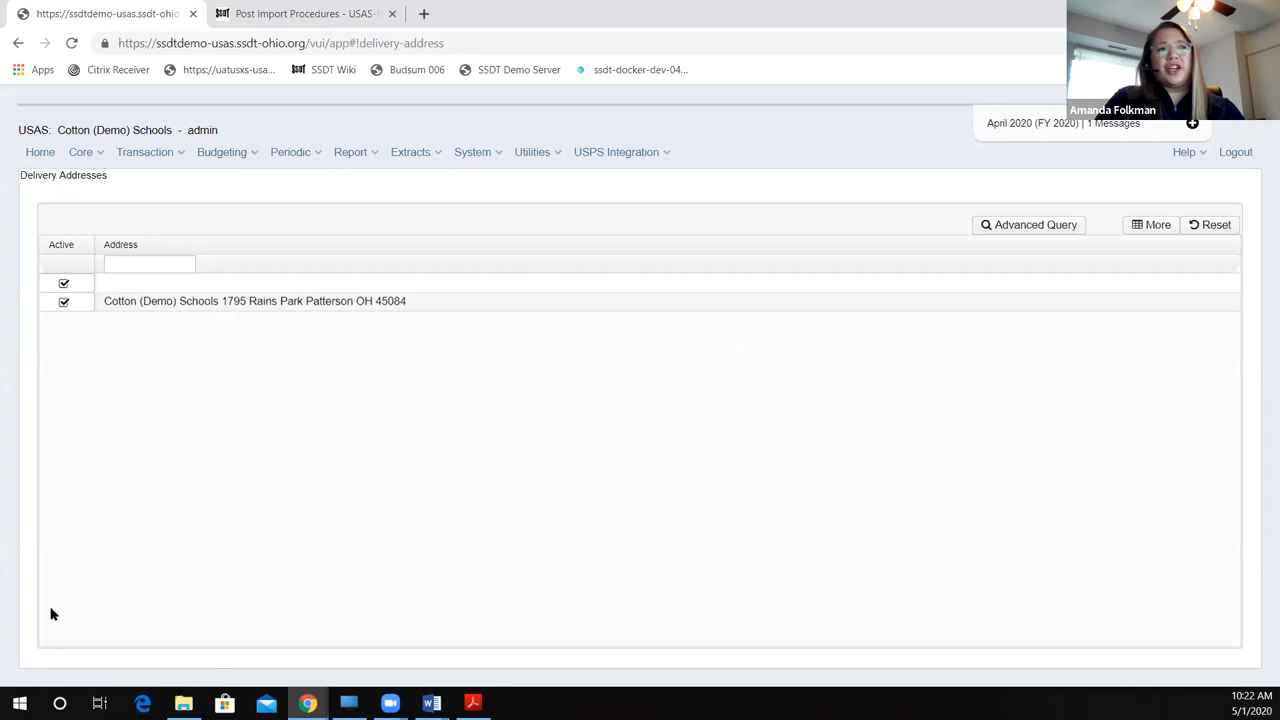 https://ssdtdemo-usas.ssdt-ohio
SSDT Post Import Procedures - USAS-R
https://ssdtdemo-usas.ssdt-ohio.org/vui/app#!delivery-address
Apps
Citrix Receiver
https://uatusxs-usa...
SSDT SSDT Wiki
Budsum 006
SSDT Demo Server
ssdt-docker-dev-04...
Amanda Folkman
USAS: Cotton (Demo) Schools - admin
April 2020 (FY 2020) | 1 Messages
Home Core Transaction Budgeting Periodic Report Extracts System Utilities USPS Integration Help Logout
Delivery Addresses
Advanced Query More Reset
Active Address
Cotton (Demo) Schools 1795 Rains Park Patterson OH 45084
10:22 AM
5/1/2020